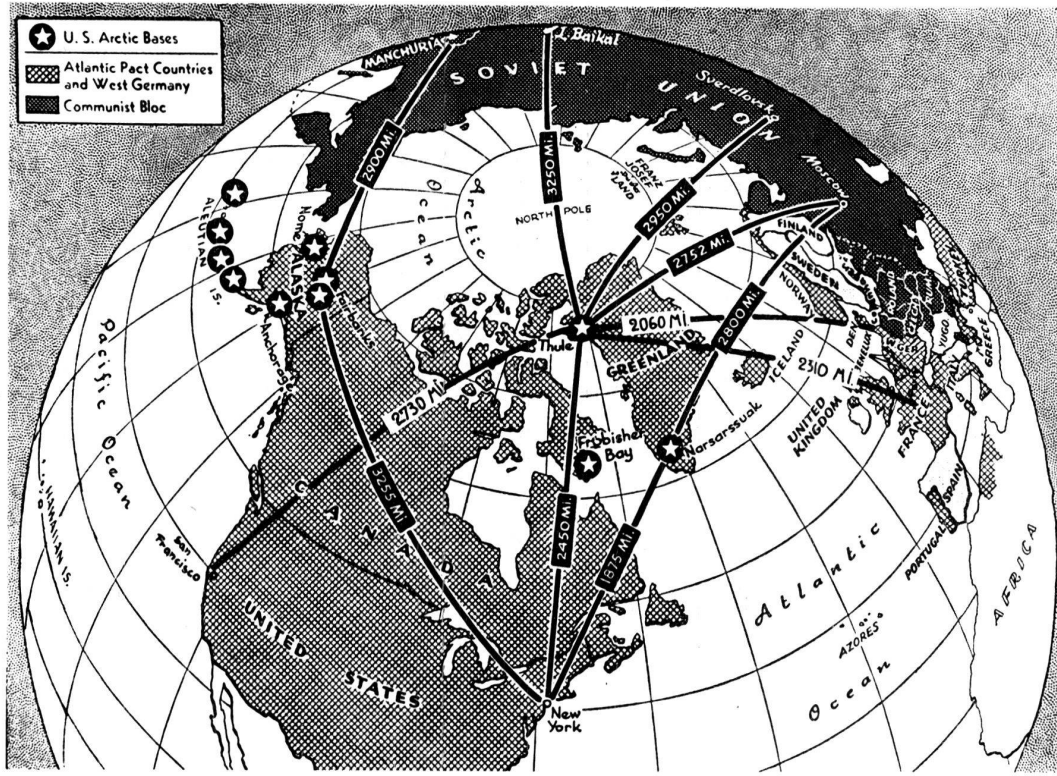 U. S. Arctic Bases
Atlantic Pact Countries
and West Germany
Communist Bloc
MANCHURIA
L. Baikal
SOVIET
UNION
Sverdlovsk
Moscow
2900 Mi.
3250 Mi.
FRANZ
JOSEF
LAND
2950 Mi.
2752 Mi.
Arctic
Ocean
NORTH POLE
FINLAND
SWEDEN
NORWAY
POLAND
ALEUTIAN
IS.
Nome
ALASKA
Fairbanks
Anchorage
2800 Mi.
2060 Mi.
Thule
GREENLAND
ICELAND
2310 Mi.
YUGO
GREECE
ITALY
UNITED
KINGDOM
FRANCE
SPAIN
PORTUGAL
2730 Mi.
Frobisher
Bay
Narsarssuak
Pacific
Ocean
HAWAIIAN IS.
San
Francisco
3255 Mi.
CANADA
2450 Mi.
1875 Mi.
Atlantic
Ocean
AZORES
AFRICA
UNITED
STATES
New
York